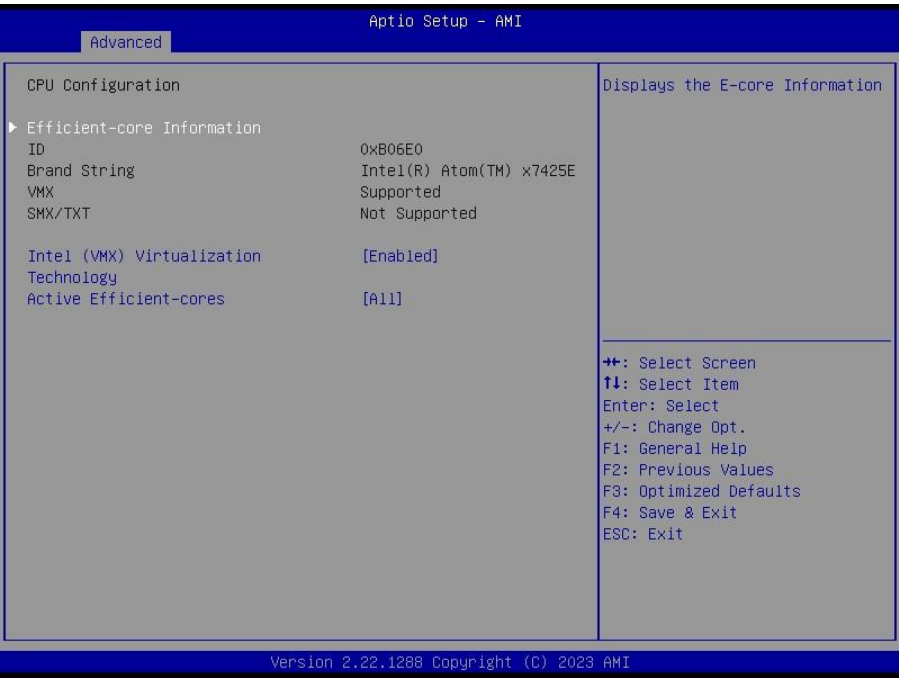 Aptio Setup - AMI
Advanced
CPU Configuration
Efficient-core Information
ID 0xB06E0
Brand String Intel(R) Atom(TM) x7425E
VMX Supported
SMX/TXT Not Supported
Intel (VMX) Virtualization [Enabled]
Technology
Active Efficient-cores [All]
Displays the E-core Information
→←: Select Screen
↑↓: Select Item
Enter: Select
+/-: Change Opt.
F1: General Help
F2: Previous Values
F3: Optimized Defaults
F4: Save & Exit
ESC: Exit
Version 2.22.1288 Copyright (C) 2023 AMI